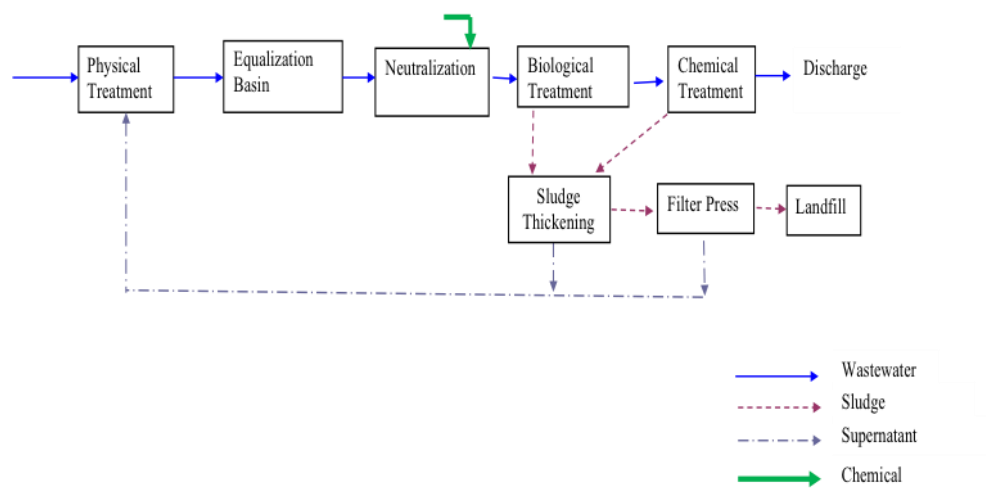 Physical
Treatment
Equalization
Basin
Neutralization
Biological
Treatment
Chemical
Treatment
Discharge
Sludge
Thickening
Filter Press
Landfill
Wastewater
Sludge
Supernatant
Chemical